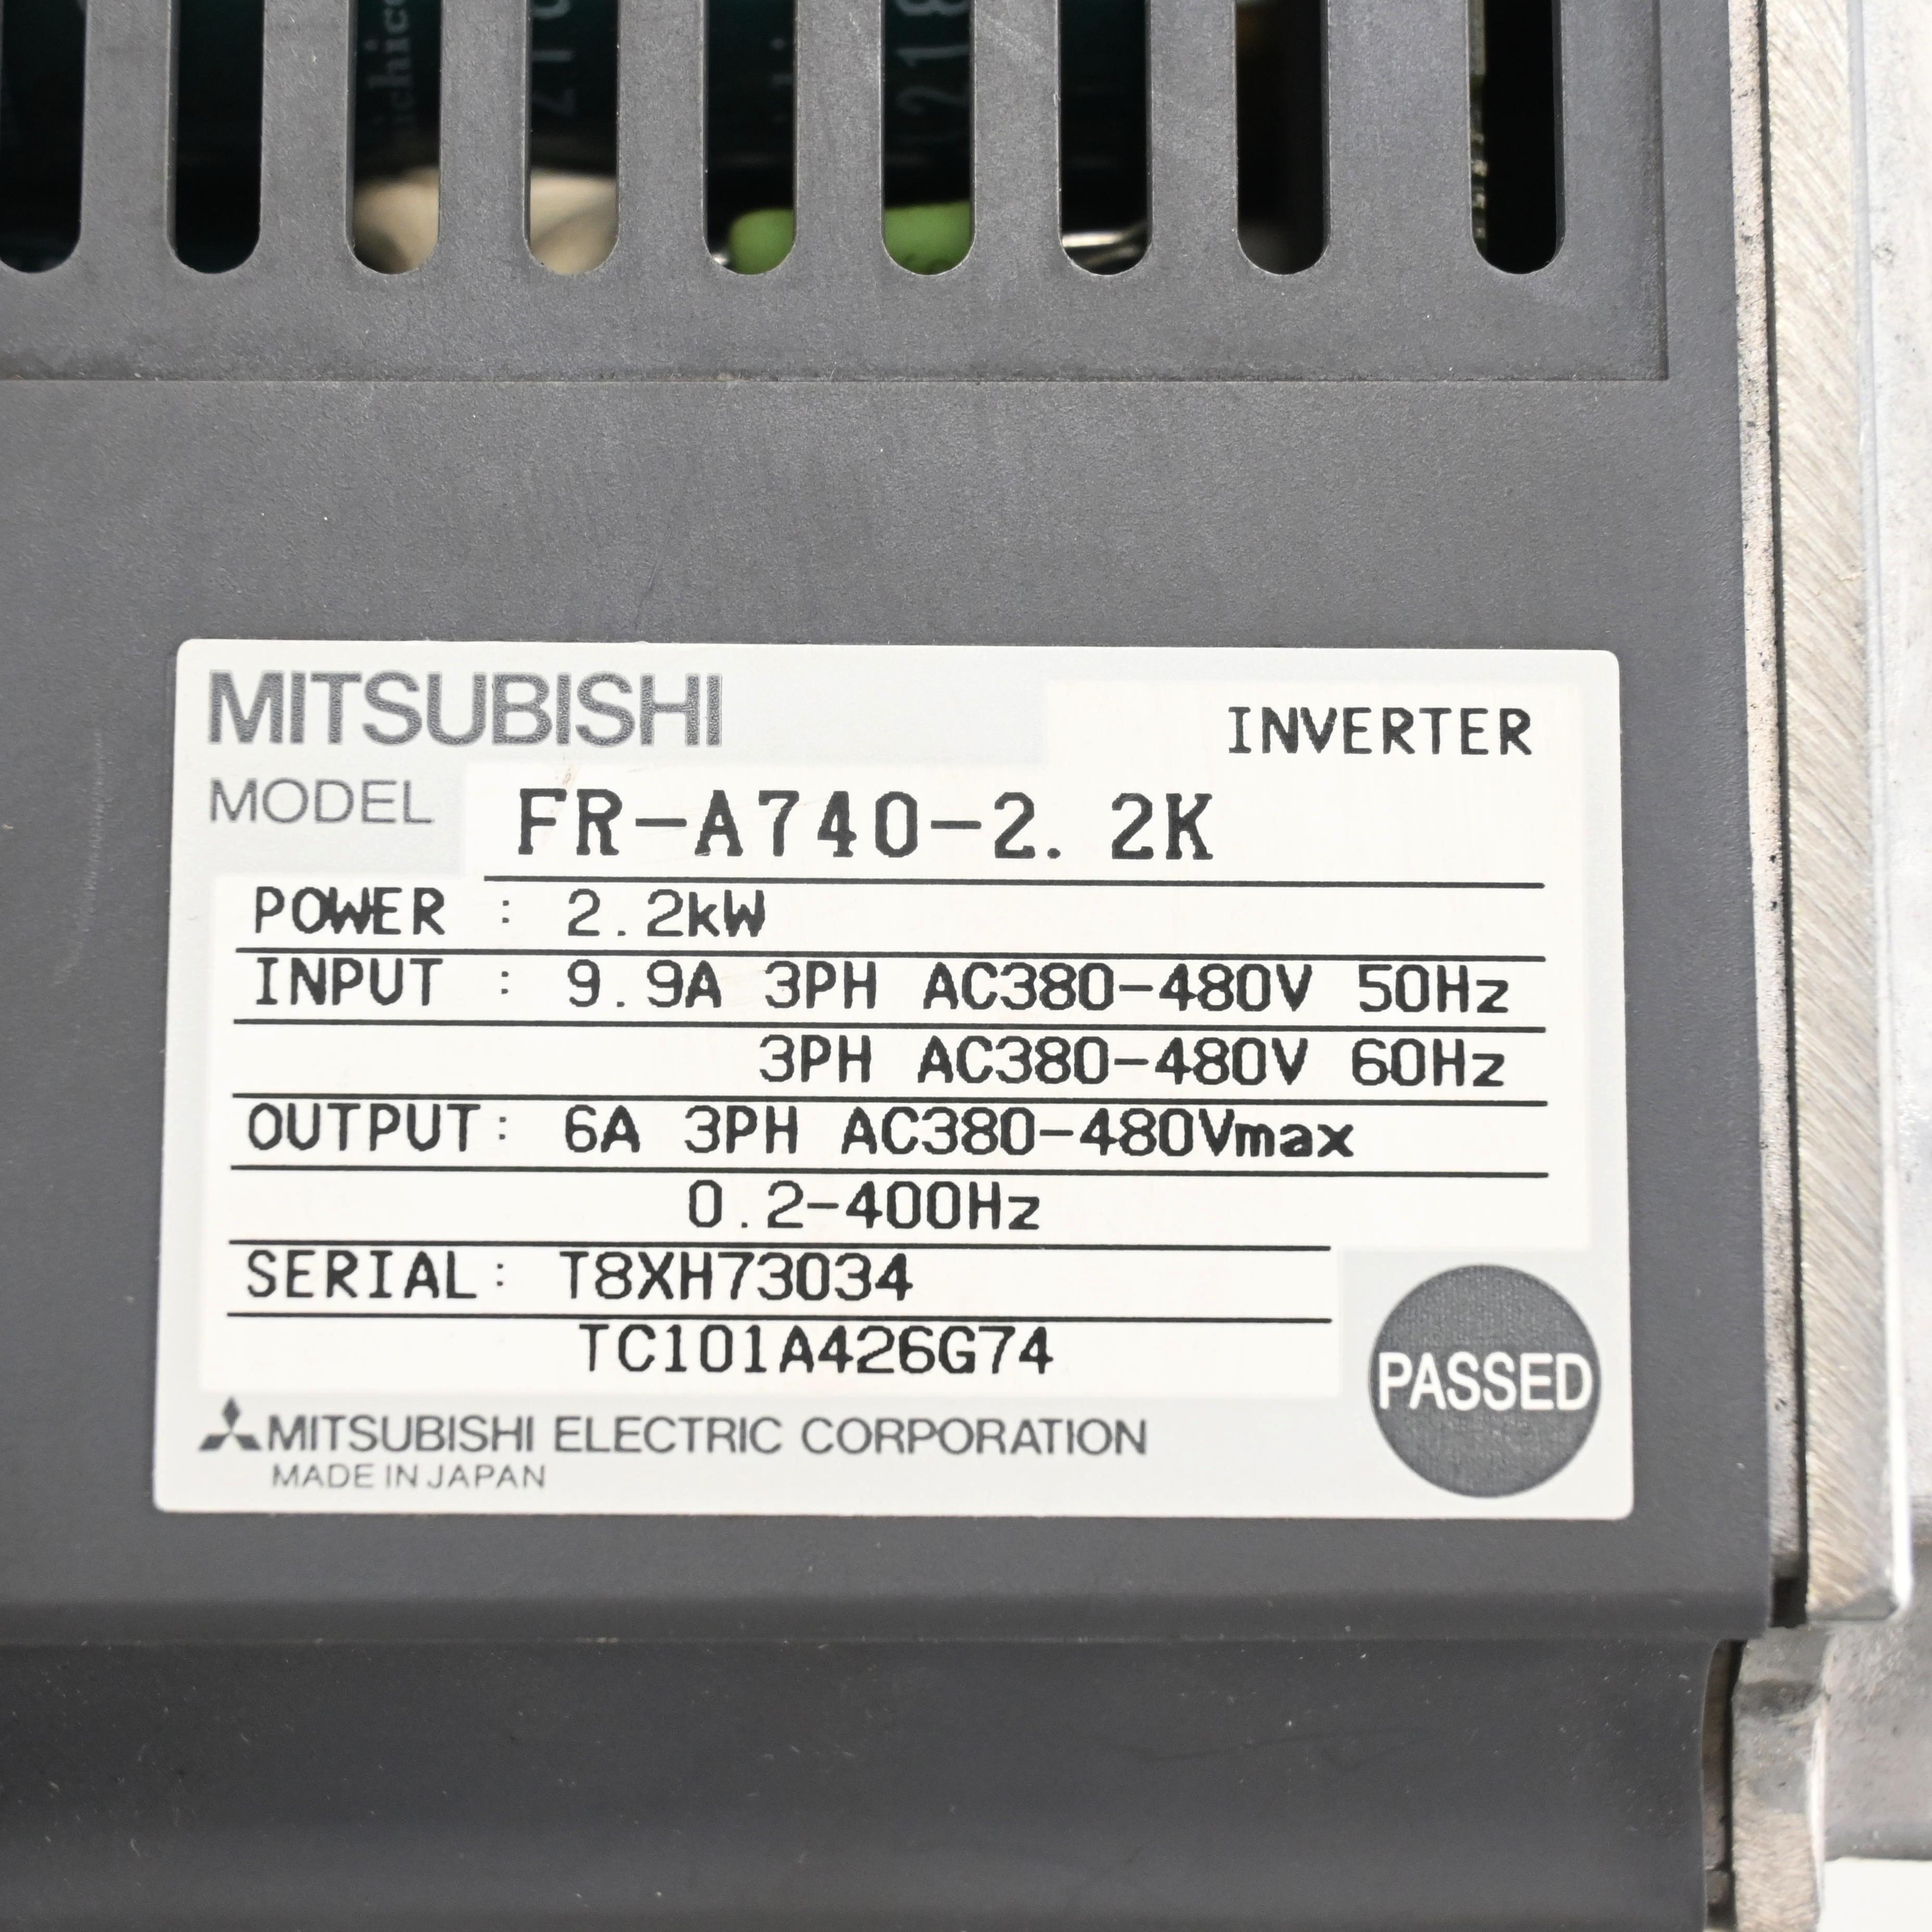 MITSUBISHI
INVERTER
MODEL FR-A740-2.2K
POWER : 2.2kW
INPUT : 9.9A 3PH AC380-480V 50Hz
3PH AC380-480V 60Hz
OUTPUT: 6A 3PH AC380-480Vmax
0.2-400Hz
SERIAL: T8XH73034
TC101A426G74
PASSED
MITSUBISHI ELECTRIC CORPORATION
MADE IN JAPAN